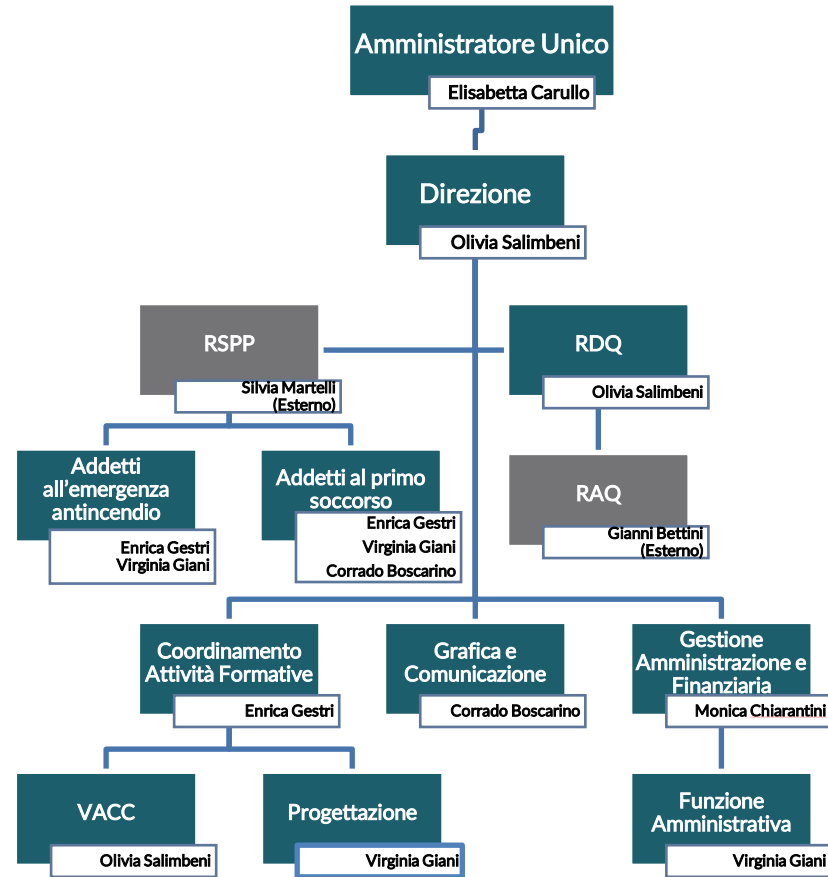 Amministratore Unico
Elisabetta Carullo
Direzione
Olivia Salimbeni
RSPP
Silvia Martelli
(Esterno)
RDQ
Olivia Salimbeni
Addetti
all’emergenza
antincendio
Enrica Gestri
Virginia Giani
Addetti al primo
soccorso
Enrica Gestri
Virginia Giani
Corrado Boscarino
RAQ
Gianni Bettini
(Esterno)
Coordinamento
Attività Formative
Enrica Gestri
Grafica e
Comunicazione
Corrado Boscarino
Gestione
Amministrazione e
Finanziaria
Monica Chiarantini
VACC
Olivia Salimbeni
Progettazione
Virginia Giani
Funzione
Amministrativa
Virginia Giani